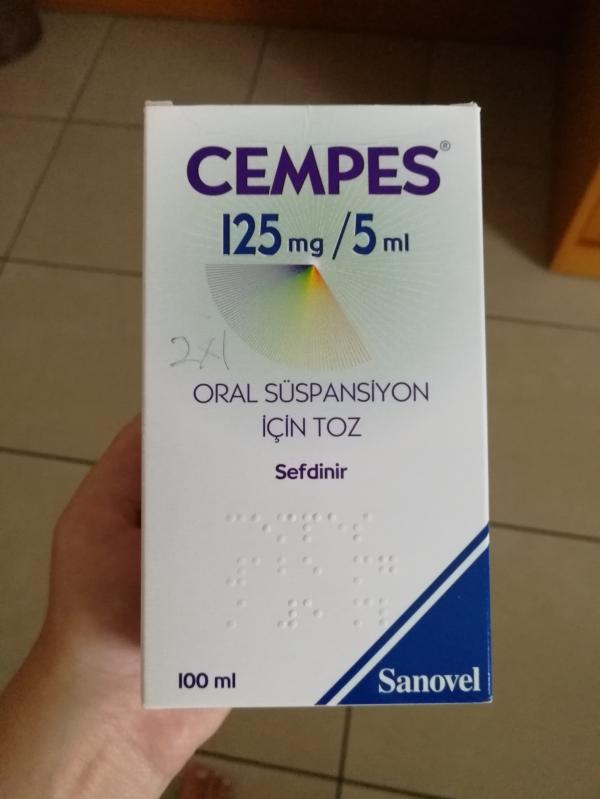 CEMPES®
125 mg /5 ml
2x1
ORAL SÜSPANSİYON
İÇİN TOZ
Sefdinir
100 ml
Sanovel